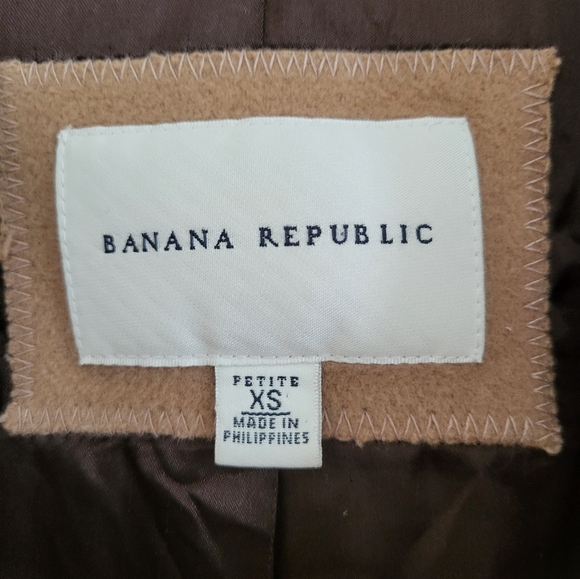 BANANA REPUBLIC
PETITE
XS
MADE IN
PHILIPPINES